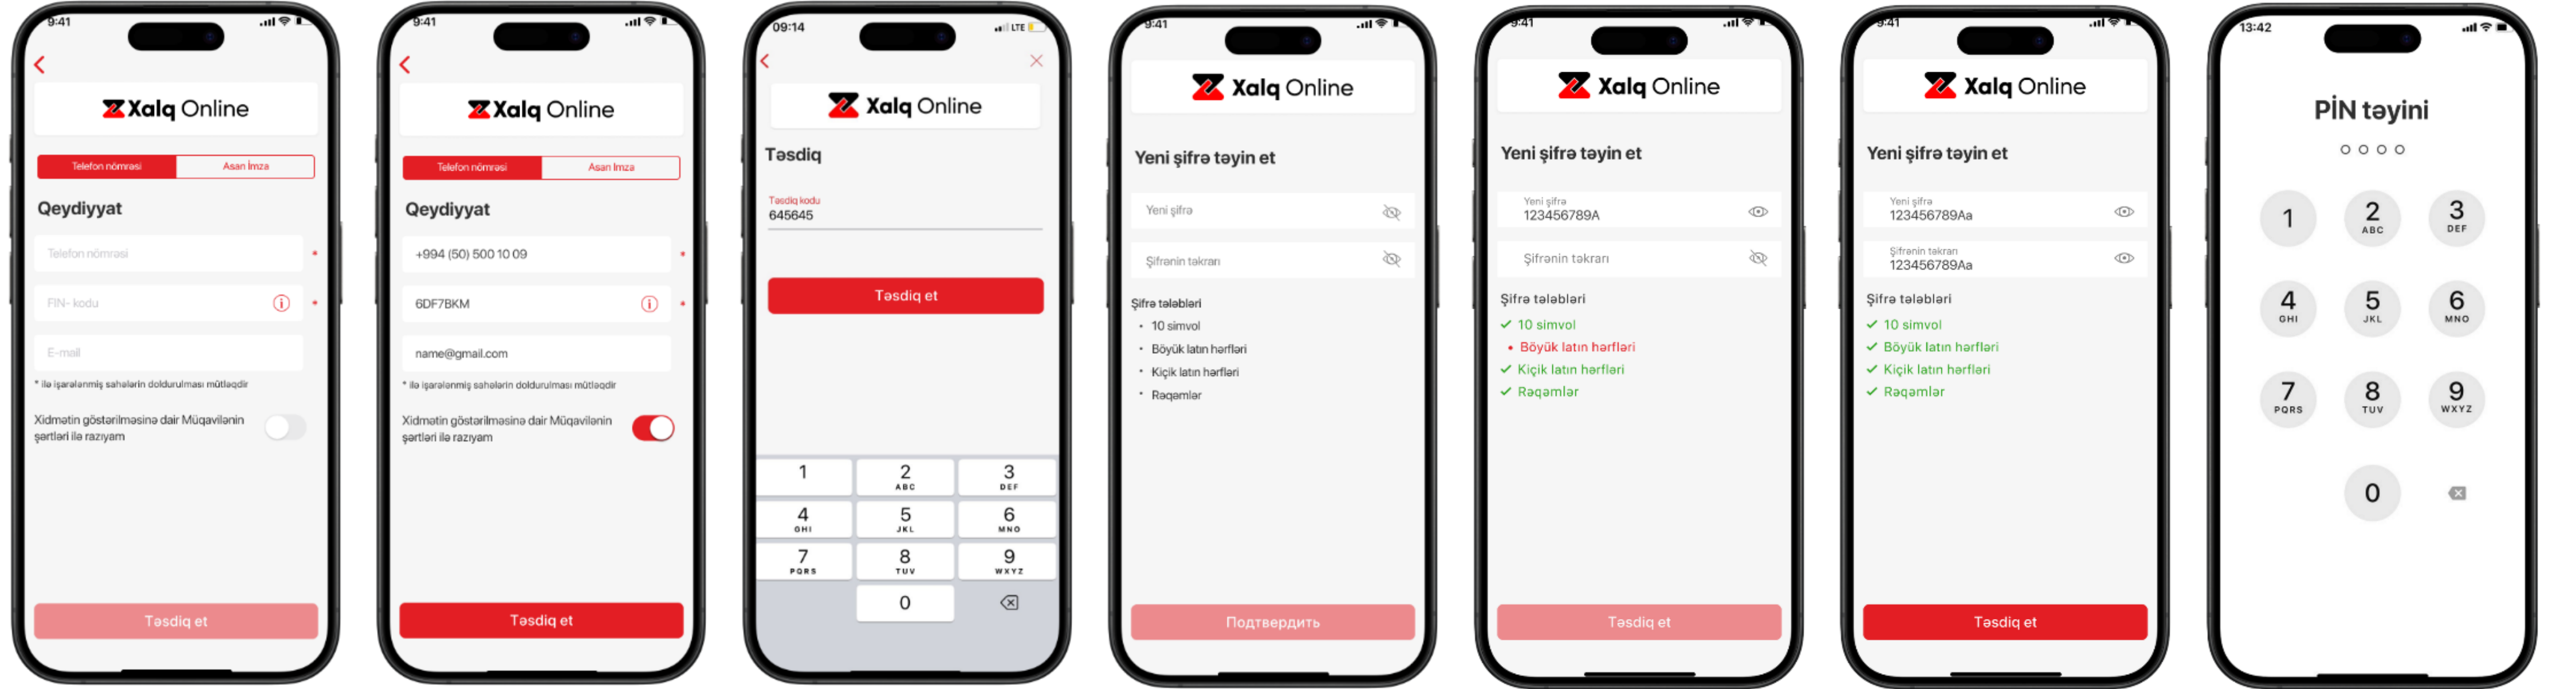 9:41
Xalq Online
Telefon nömrəsi
Asan İmza
Qeydiyyat
Telefon nömrəsi
*
FIN- kodu
*
E-mail
* ilə işarələnmiş sahələrin doldurulması mütləqdir
Xidmətin göstərilməsinə dair Müqavilənin
şərtləri ilə razıyam
Təsdiq et
9:41
Xalq Online
Telefon nömrəsi
Asan Imza
Qeydiyyat
+994 (50) 500 10 09
*
6DF7BKM
*
name@gmail.com
* ilə işarələnmiş sahələrin doldurulması mütləqdir
Xidmətin göstərilməsinə dair Müqavilənin
şərtləri ilə razıyam
Təsdiq et
09:14
LTE
Xalq Online
Təsdiq
Təsdiq kodu
645645
Təsdiq et
1
2
ABC
3
DEF
4
GHI
5
JKL
6
MNO
7
PQRS
8
TUV
9
WXYZ
0
9:41
Xalq Online
Yeni şifrə təyin et
Yeni şifrə
Şifrənin təkrarı
Şifrə tələbləri
• 10 simvol
• Böyük latın hərfləri
• Kiçik latın hərfləri
• Rəqəmlər
Подтвердить
9:41
Xalq Online
Yeni şifrə təyin et
Yeni şifrə
123456789A
Şifrənin təkrarı
Şifrə tələbləri
10 simvol
• Böyük latın hərfləri
Kiçik latın hərfləri
Rəqəmlər
Təsdiq et
9:41
Xalq Online
Yeni şifrə təyin et
Yeni şifrə
123456789Aa
Şifrənin təkrarı
123456789Aa
Şifrə tələbləri
10 simvol
Böyük latın hərfləri
Kiçik latın hərfləri
Rəqəmlər
Təsdiq et
13:42
PİN təyini
1
2
ABC
3
DEF
4
GHI
5
JKL
6
MNO
7
PQRS
8
TUV
9
WXYZ
0